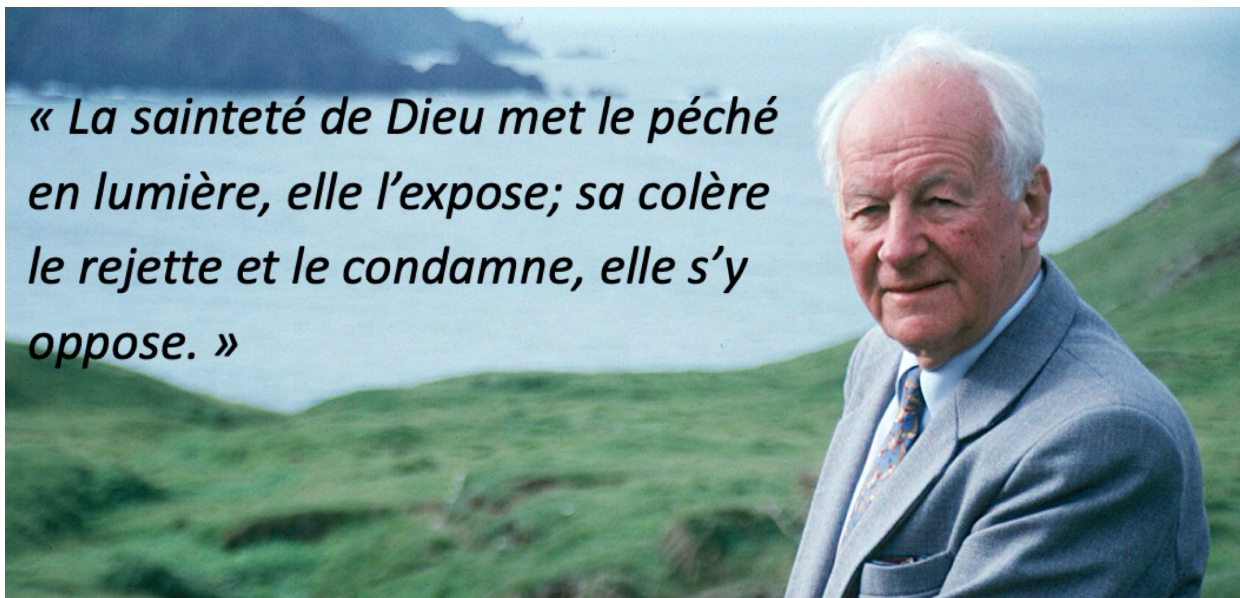 « La sainteté de Dieu met le péché
en lumière, elle l’expose; sa colère
le rejette et le condamne, elle s’y
oppose. »